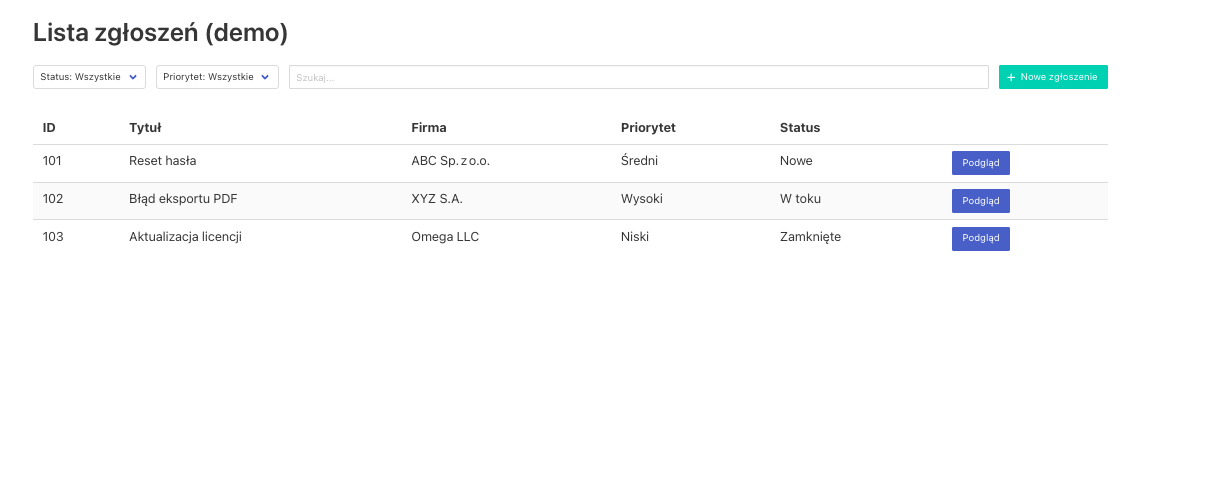 Lista zgłoszeń (demo)
Status: Wszystkie Priorytet: Wszystkie Szukaj... + Nowe zgłoszenie
ID Tytuł Firma Priorytet Status
101 Reset hasła ABC Sp. z o.o. Średni Nowe Podgląd
102 Błąd eksportu PDF XYZ S.A. Wysoki W toku Podgląd
103 Aktualizacja licencji Omega LLC Niski Zamknięte Podgląd